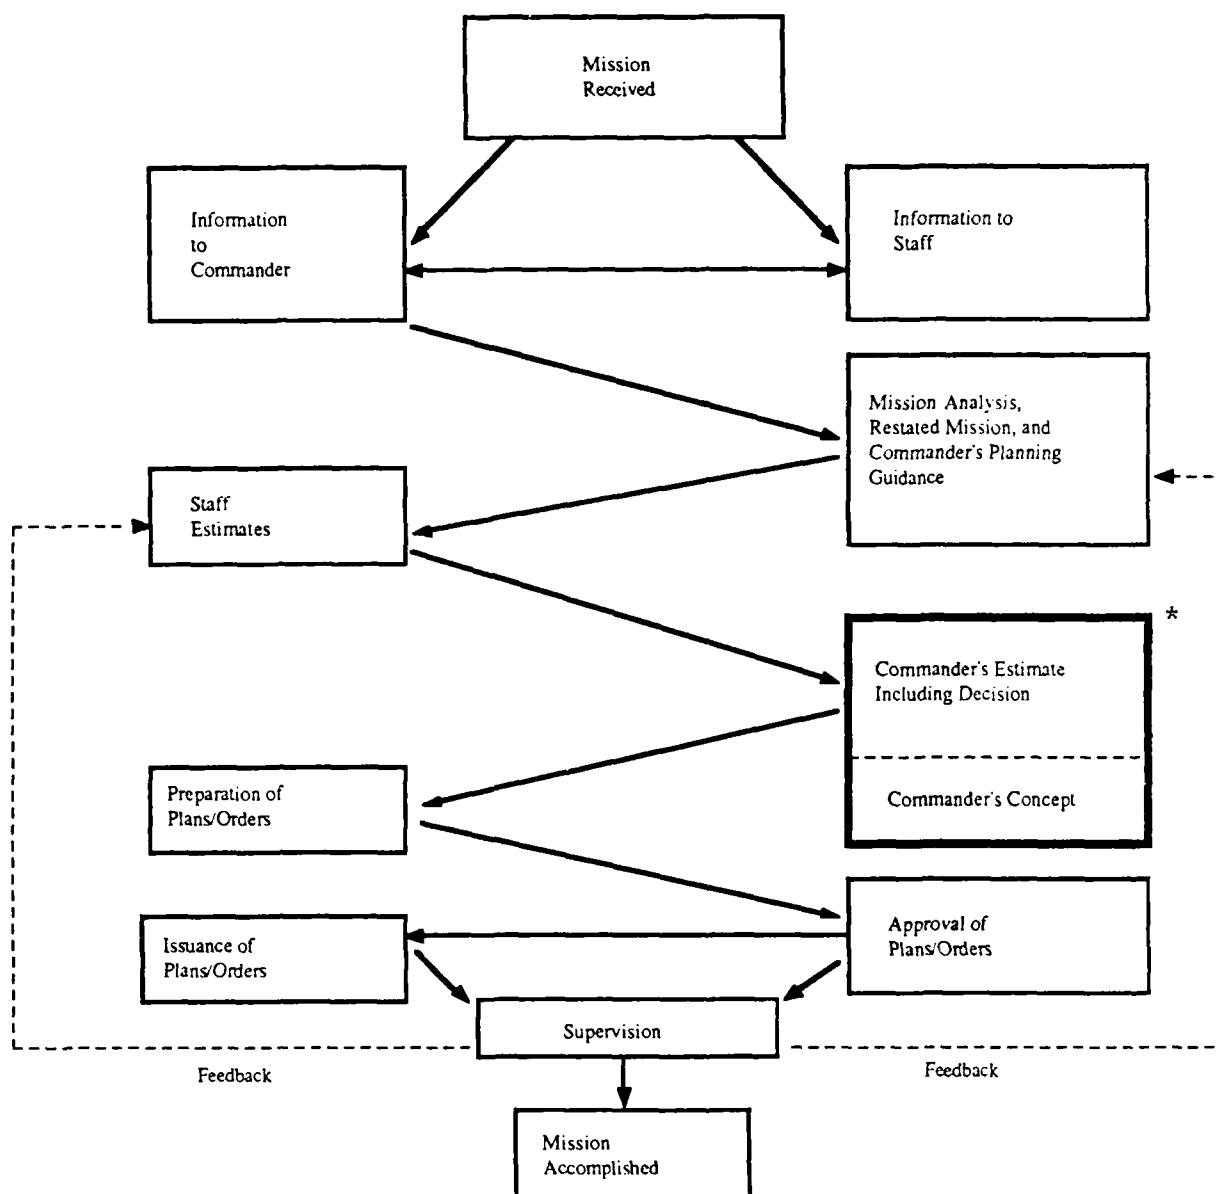 Mission
Received
Information
to
Commander
Information to
Staff
Mission Analysis,
Restated Mission, and
Commander's Planning
Guidance
Staff
Estimates
*
Commander's Estimate
Including Decision
Commander's Concept
Preparation of
Plans/Orders
Approval of
Plans/Orders
Issuance of
Plans/Orders
Supervision
Feedback
Feedback
Mission
Accomplished